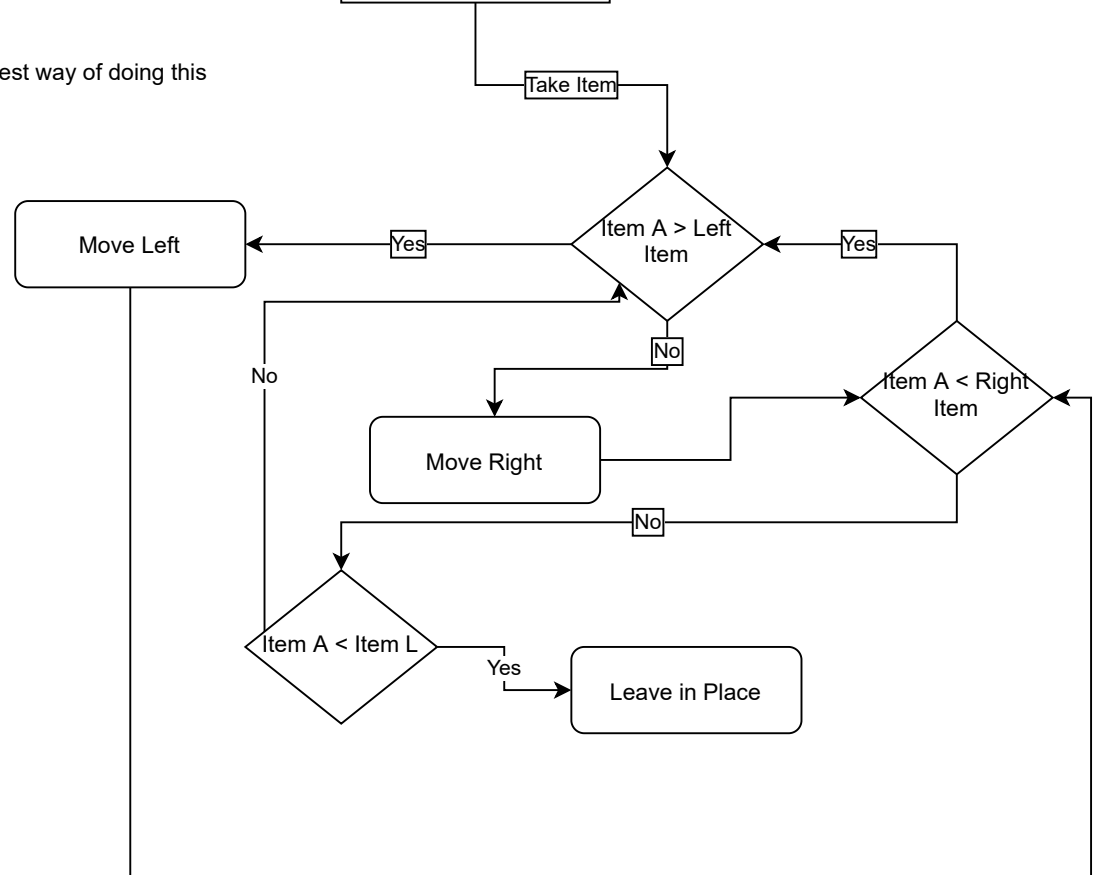 est way of doing this
Take Item
Item A > Left
Item
Yes
Yes
Move Left
No
No
Item A < Right
Item
Move Right
No
Item A < Item L
Yes
Leave in Place